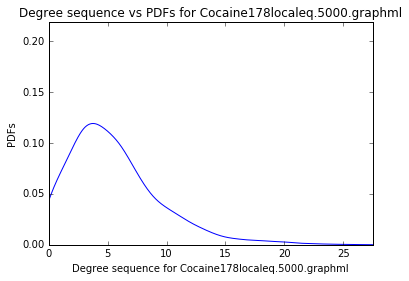 Degree sequence vs PDFs for Cocaine178localeq.5000.graphml
0.20
0.15
0.10
0.05
0.00
PDFs
0 5 10 15 20 25
Degree sequence for Cocaine178localeq.5000.graphml